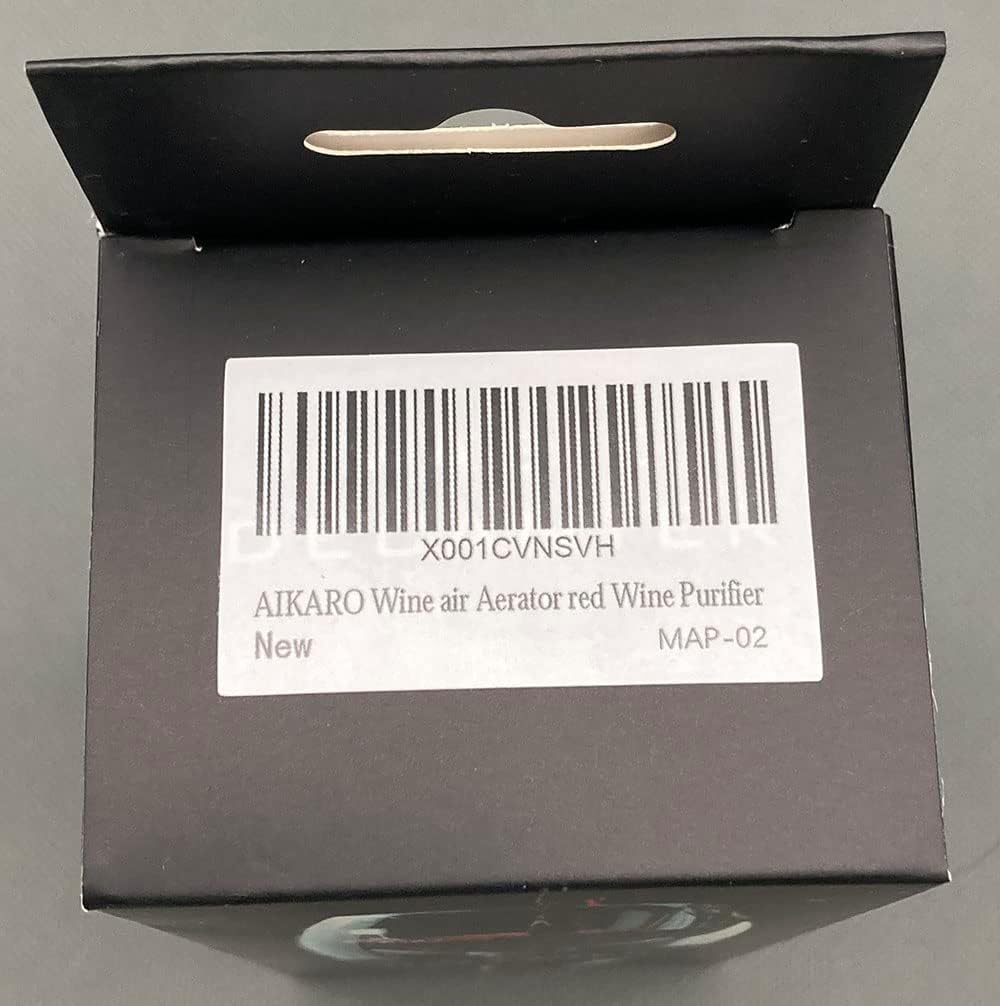 X001CVNSVH
AIKARO Wine air Aerator red Wine Purifier
New
MAP-02